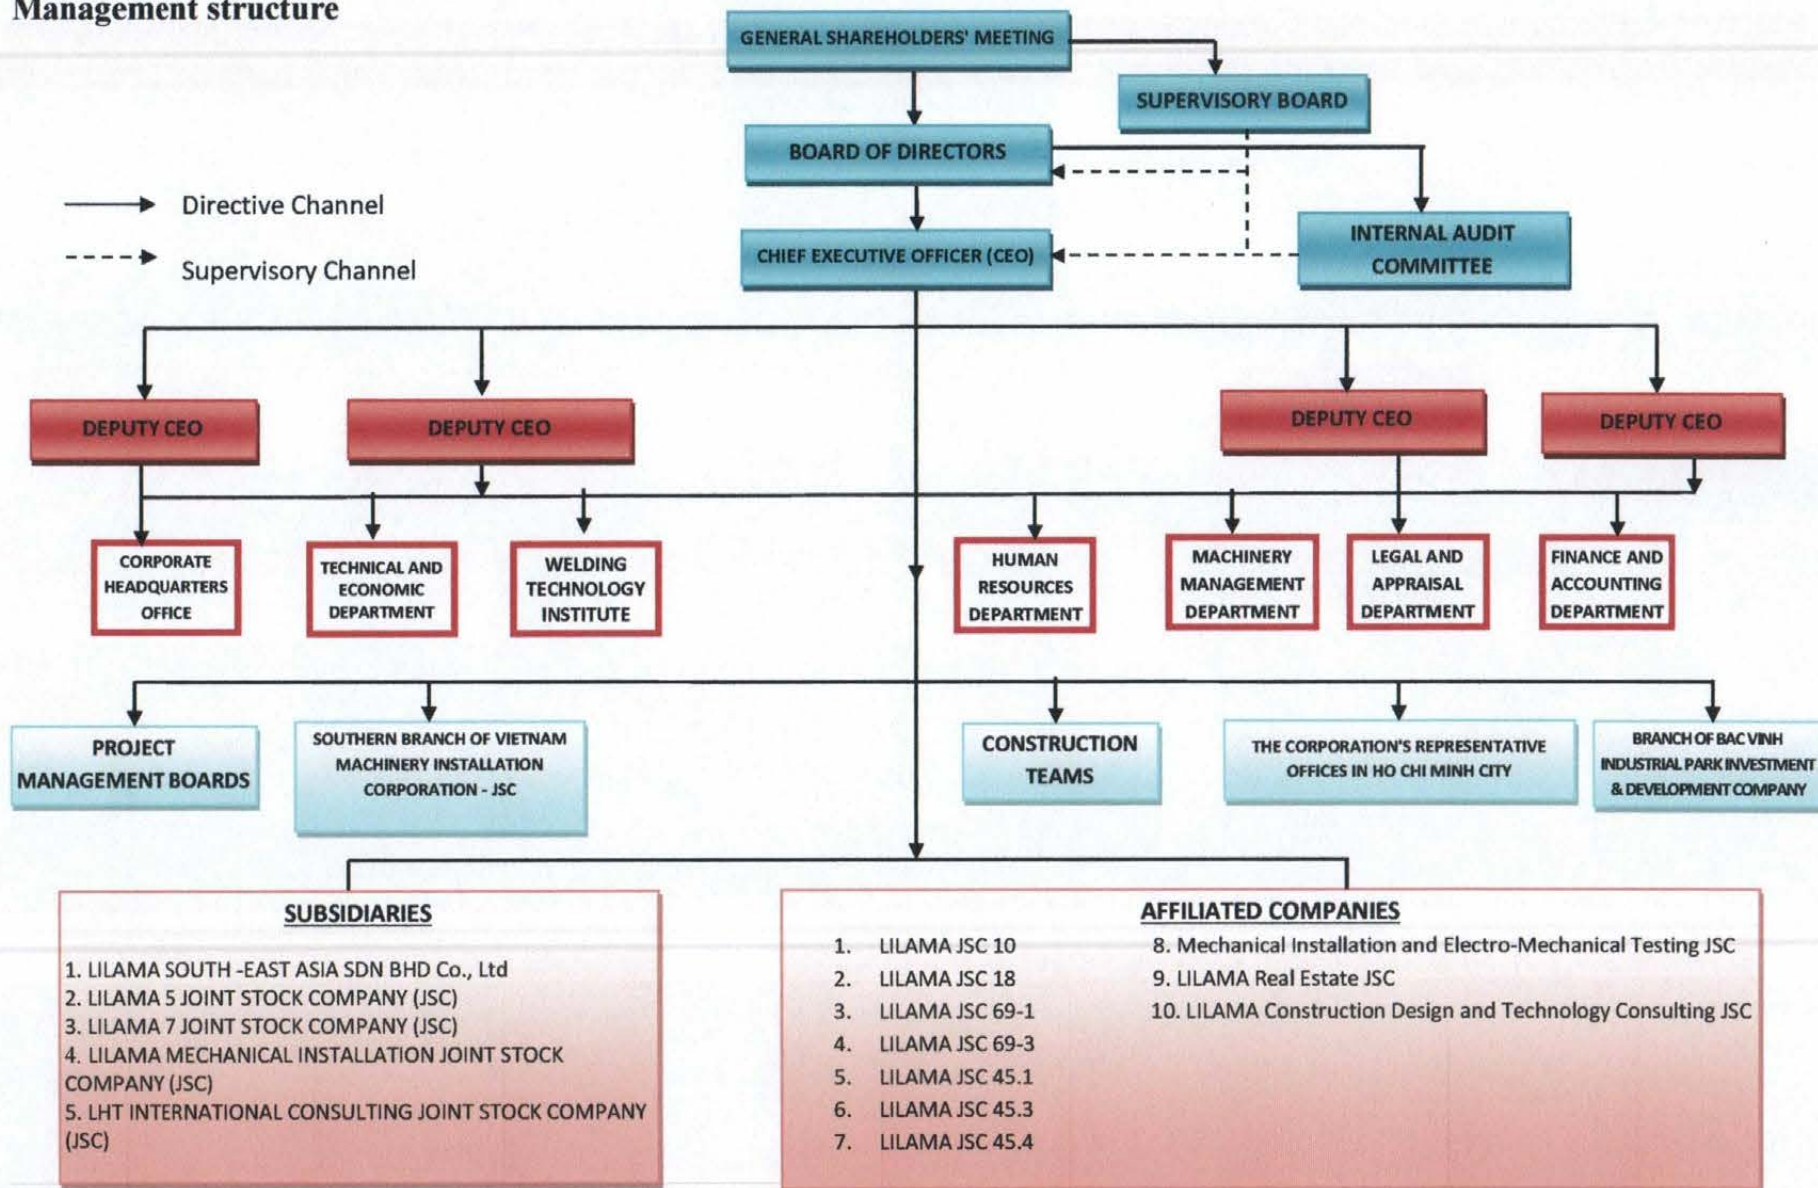 Management structure
GENERAL SHAREHOLDERS' MEETING
SUPERVISORY BOARD
BOARD OF DIRECTORS
Directive Channel
Supervisory Channel
INTERNAL AUDIT
COMMITTEE
CHIEF EXECUTIVE OFFICER (CEO)
DEPUTY CEO
DEPUTY CEO
DEPUTY CEO
DEPUTY CEO
CORPORATE
HEADQUARTERS
OFFICE
TECHNICAL AND
ECONOMIC
DEPARTMENT
WELDING
TECHNOLOGY
INSTITUTE
HUMAN
RESOURCES
DEPARTMENT
MACHINERY
MANAGEMENT
DEPARTMENT
LEGAL AND
APPRAISAL
DEPARTMENT
FINANCE AND
ACCOUNTING
DEPARTMENT
PROJECT
MANAGEMENT BOARDS
SOUTHERN BRANCH OF VIETNAM
MACHINERY INSTALLATION
CORPORATION - JSC
CONSTRUCTION
TEAMS
THE CORPORATION'S REPRESENTATIVE
OFFICES IN HO CHI MINH CITY
BRANCH OF BAC VINH
INDUSTRIAL PARK INVESTMENT
& DEVELOPMENT COMPANY
SUBSIDIARIES
1. LILAMA SOUTH -EAST ASIA SDN BHD Co., Ltd
2. LILAMA 5 JOINT STOCK COMPANY (JSC)
3. LILAMA 7 JOINT STOCK COMPANY (JSC)
4. LILAMA MECHANICAL INSTALLATION JOINT STOCK
COMPANY (JSC)
5. LHT INTERNATIONAL CONSULTING JOINT STOCK COMPANY
(JSC)
AFFILIATED COMPANIES
1. LILAMA JSC 10
2. LILAMA JSC 18
3. LILAMA JSC 69-1
4. LILAMA JSC 69-3
5. LILAMA JSC 45.1
6. LILAMA JSC 45.3
7. LILAMA JSC 45.4
8. Mechanical Installation and Electro-Mechanical Testing JSC
9. LILAMA Real Estate JSC
10. LILAMA Construction Design and Technology Consulting JSC